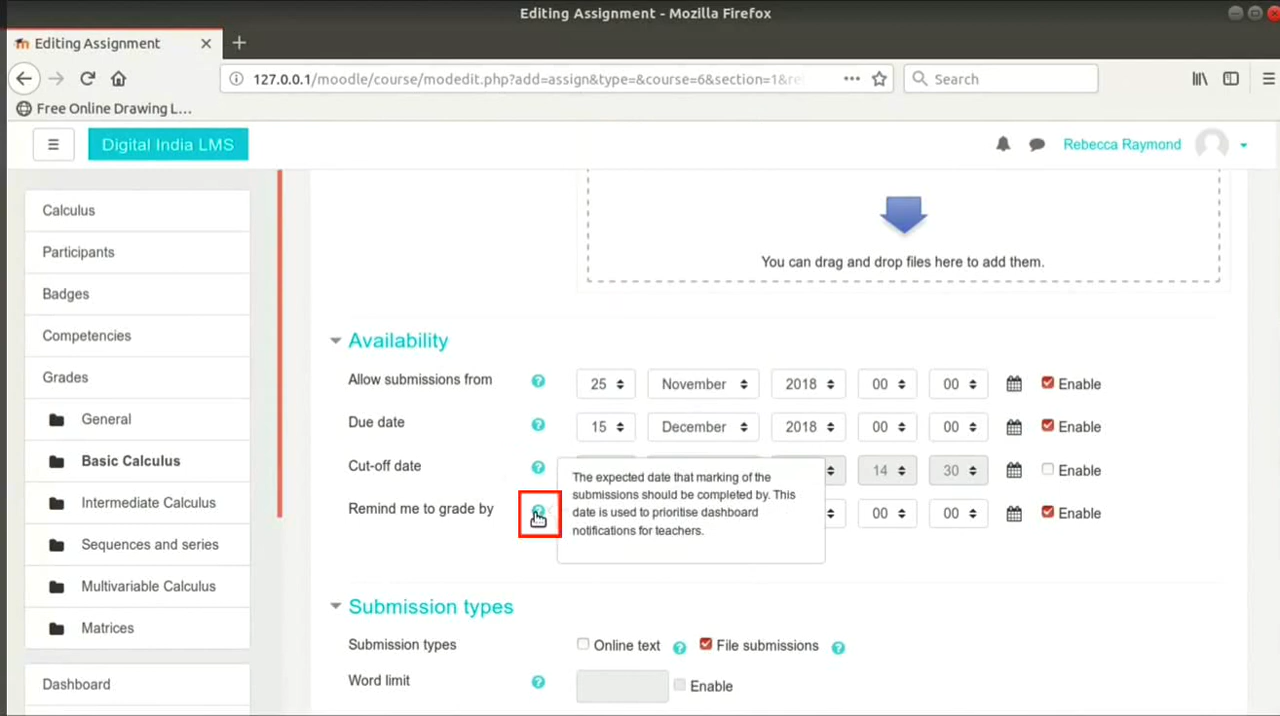 Editing Assignment - Mozilla Firefox
Editing Assignment
127.0.0.1/moodle/course/modedit.php?add=assign&type=&course=6&section=1&re
Search
Free Online Drawing L...
Digital India LMS
Rebecca Raymond
Calculus
Participants
Badges
Competencies
Grades
General
Basic Calculus
Intermediate Calculus
Sequences and series
Multivariable Calculus
Matrices
Dashboard
You can drag and drop files here to add them.
Availability
Allow submissions from ? 25 November 2018 00 00 Enable
Due date ? 15 December 2018 00 00 Enable
Cut-off date ? 14 30 Enable
Remind me to grade by 00 00 Enable
The expected date that marking of the
submissions should be completed by. This
date is used to prioritise dashboard
notifications for teachers.
Submission types
Submission types Online text ? File submissions ?
Word limit ? Enable